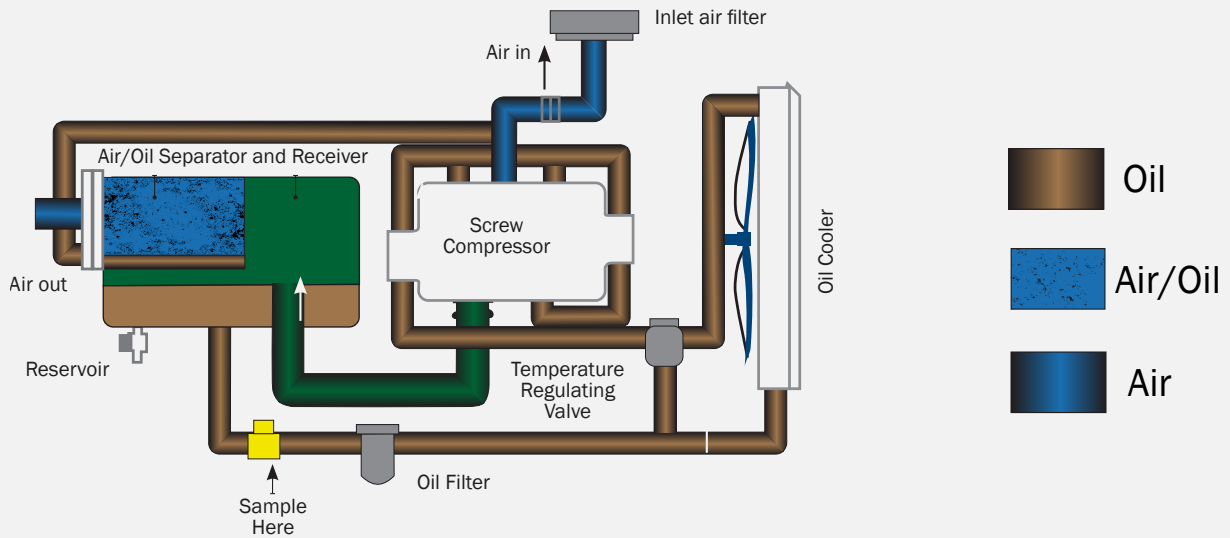 Inlet air filter
Air in
Air/Oil Separator and Receiver
Screw
Compressor
Oil Cooler
Air out
Reservoir
Temperature
Regulating
Valve
Oil Filter
Sample
Here
Oil
Air/Oil
Air